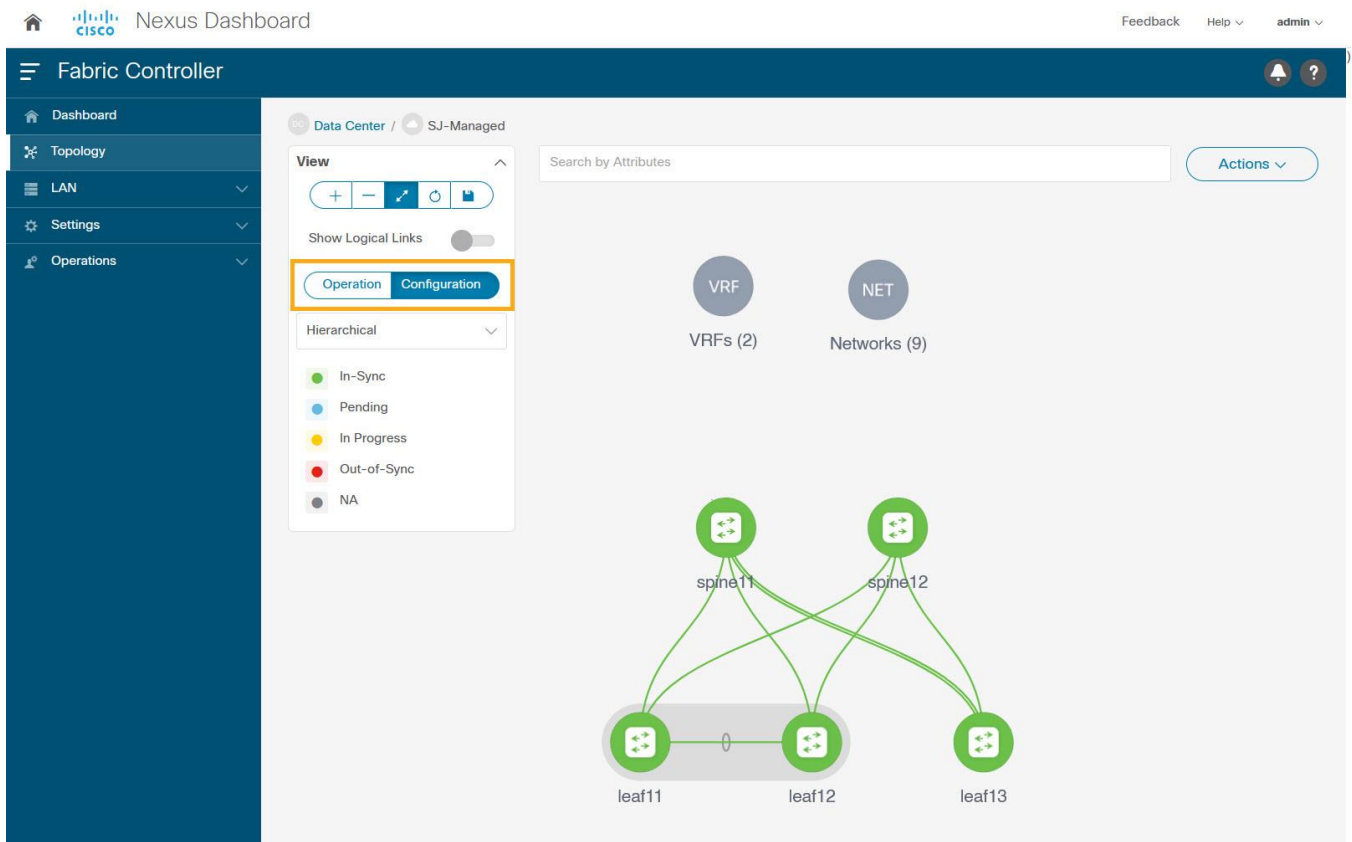 CISCO Nexus Dashboard
Feedback Help admin
Fabric Controller
?
)
Dashboard
Topology
LAN
Settings
Operations
DC Data Center / SJ-Managed
View
Search by Attributes
Actions
Show Logical Links
Operation Configuration
Hierarchical
In-Sync
Pending
In Progress
Out-of-Sync
NA
VRF
NET
VRFs (2)
Networks (9)
spine11
spine12
leaf11
leaf12
leaf13